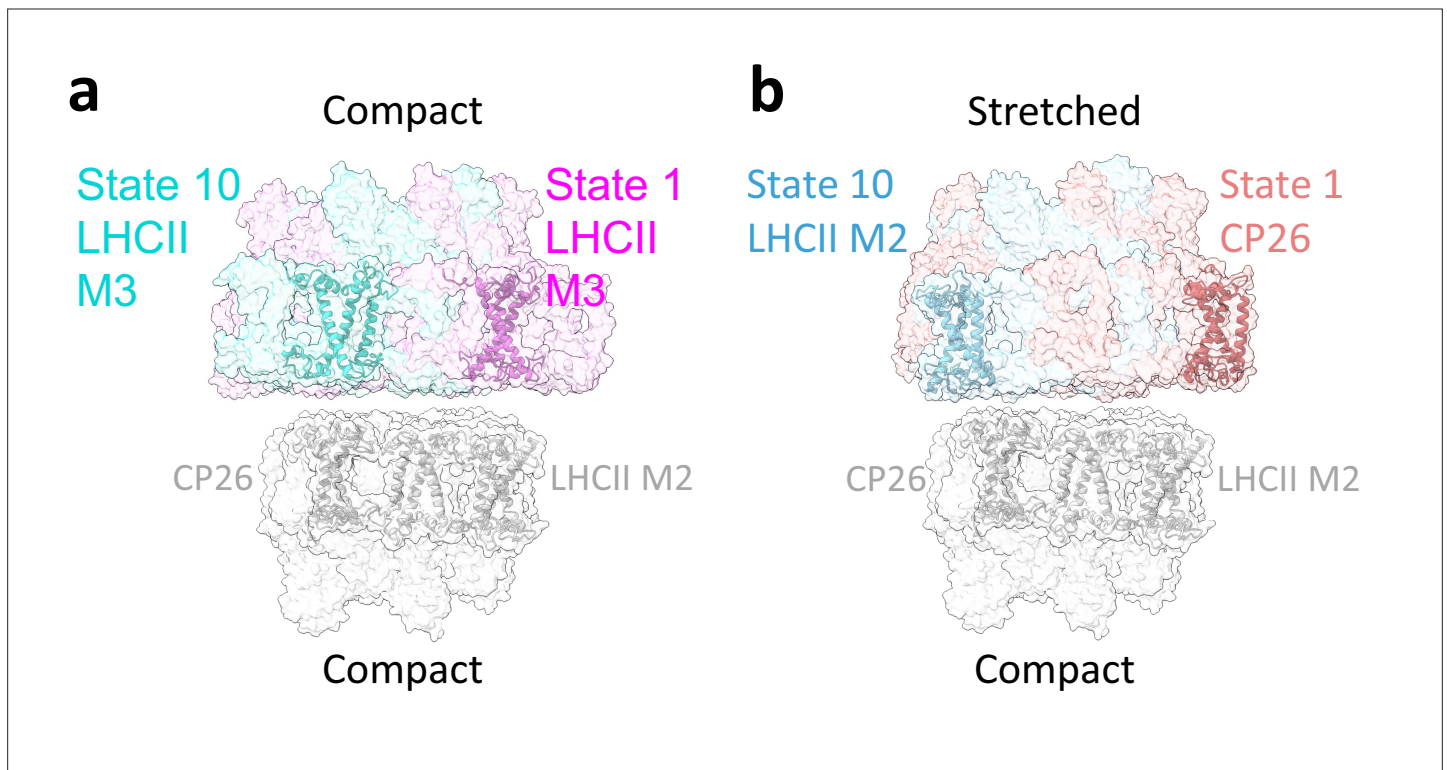 a
Compact
State 10
LHCII
M3
State 1
LHCII
M3
CP26
LHCII M2
Compact
b
Stretched
State 10
LHCII M2
State 1
CP26
CP26
LHCII M2
Compact